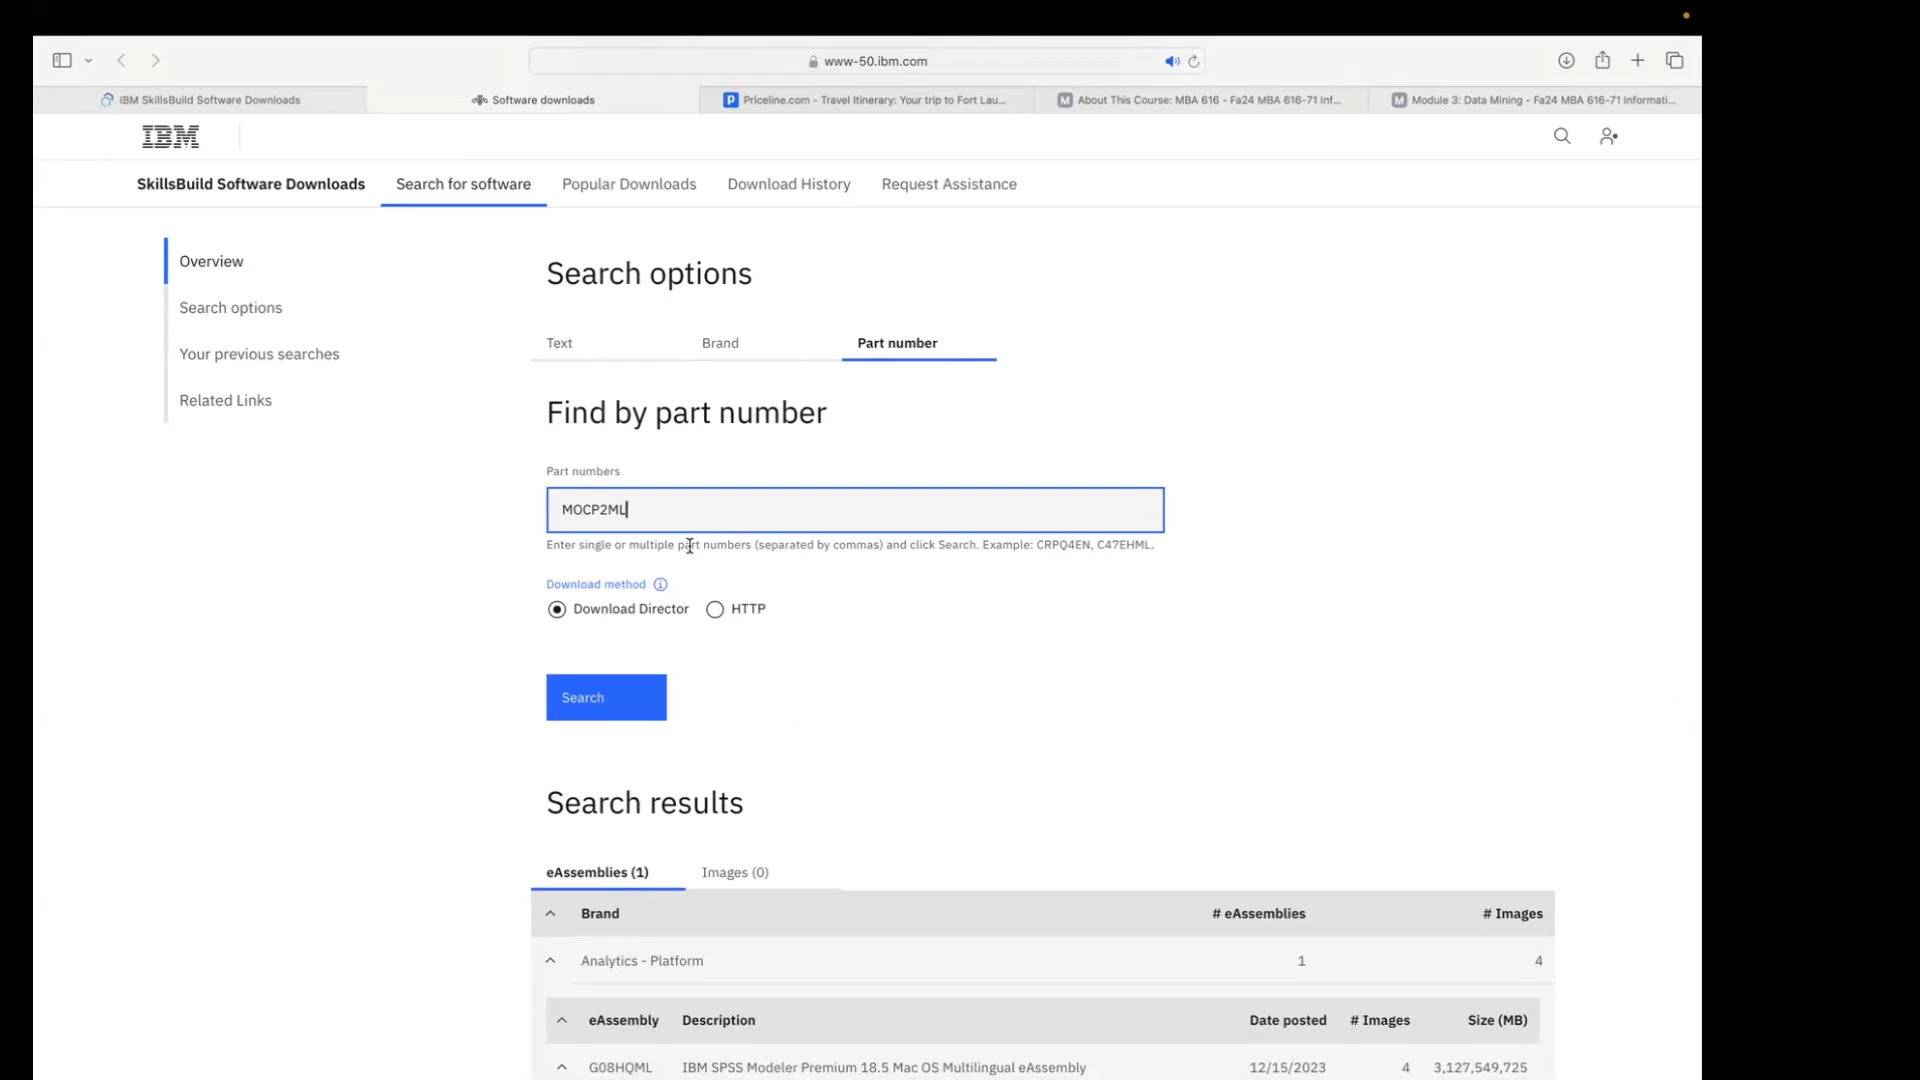 www-50.ibm.com
IBM SkillsBuild Software Downloads
Software downloads
Priceline.com - Travel Itinerary: Your trip to Fort Lau...
About This Course: MBA 616 - Fa24 MBA 616-71 Inf...
Module 3: Data Mining - Fa24 MBA 616-71 Informati...
IBM
SkillsBuild Software Downloads
Search for software
Popular Downloads
Download History
Request Assistance
Overview
Search options
Your previous searches
Related Links
Search options
Text
Brand
Part number
Find by part number
Part numbers
MOCP2ML
Enter single or multiple part numbers (separated by commas) and click Search. Example: CRPQ4EN, C47EHML.
Download method
Download Director
HTTP
Search
Search results
eAssemblies (1)
Images (0)
Brand # eAssemblies # Images
Analytics - Platform 1 4
eAssembly Description Date posted # Images Size (MB)
G08HQML IBM SPSS Modeler Premium 18.5 Mac OS Multilingual eAssembly 12/15/2023 4 3,127,549,725